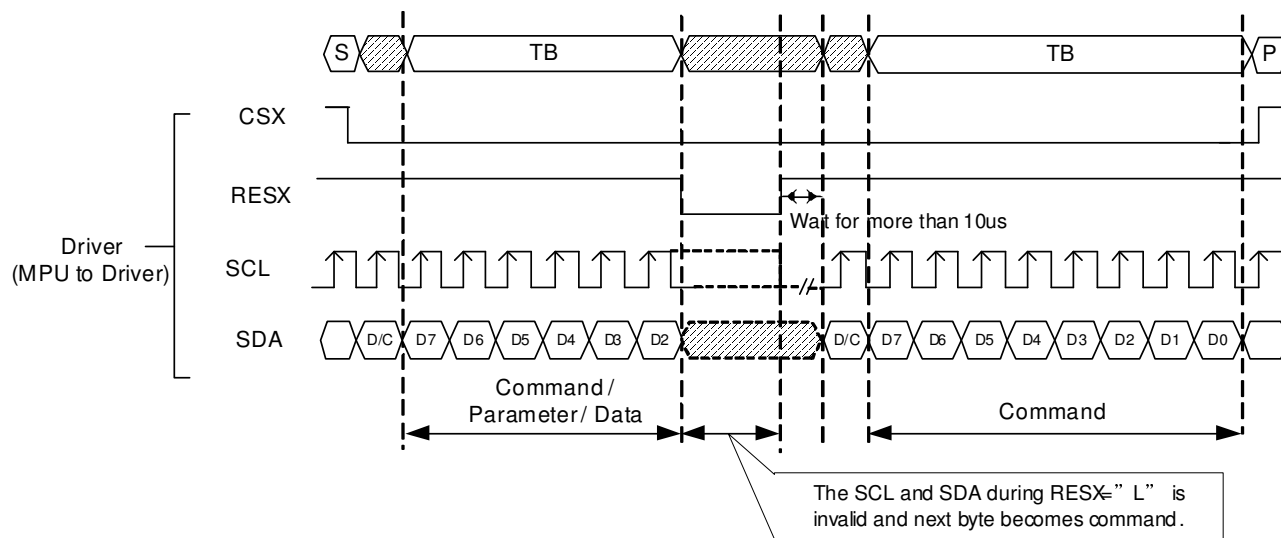 S TB TB P
CSX
RESX
Wait for more than 10us
Driver
(MPU to Driver)
SCL
SDA D/C D7 D6 D5 D4 D3 D2 D/C D7 D6 D5 D4 D3 D2 D1 D0
Command /
Parameter / Data
Command
The SCL and SDA during RESX=”L” is
invalid and next byte becomes command.